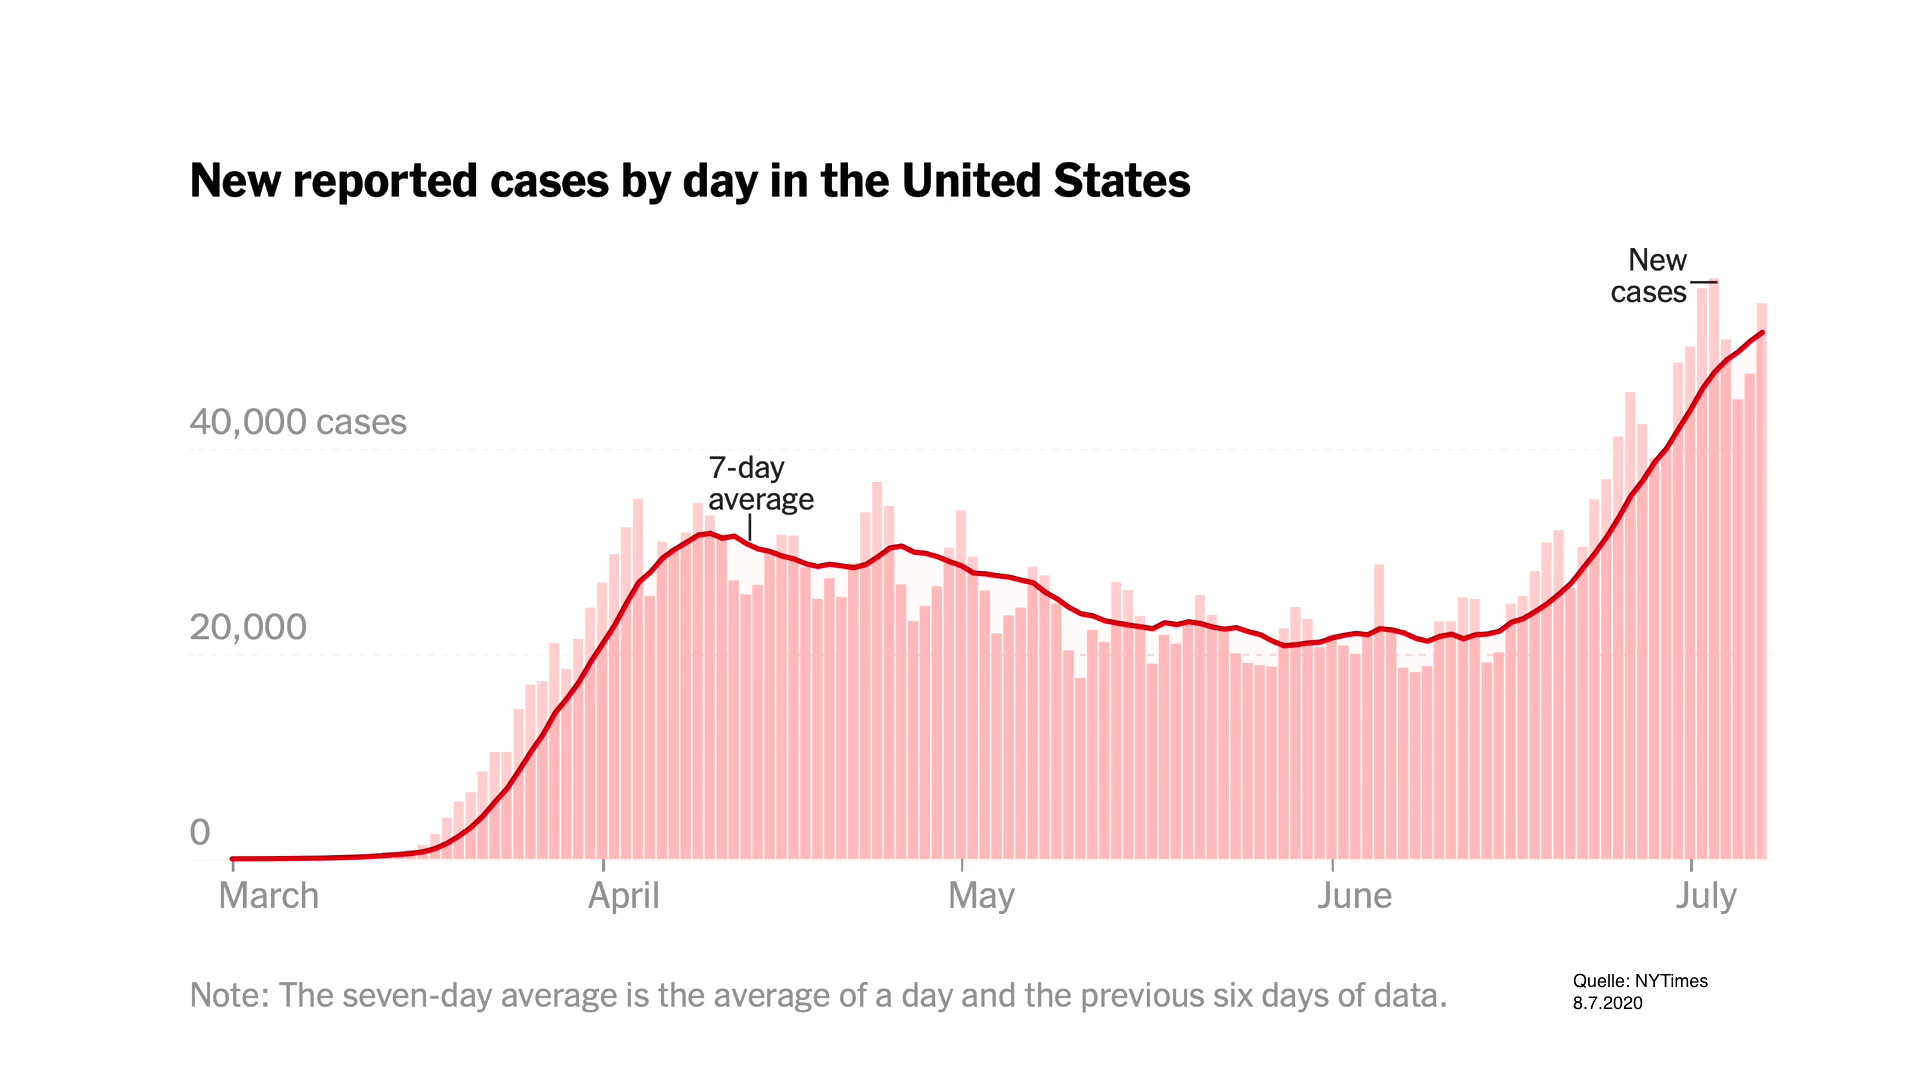 New reported cases by day in the United States
New
cases
40,000 cases
7-day
average
20,000
0
March
April
May
June
July
Note: The seven-day average is the average of a day and the previous six days of data.
Quelle: NYTimes
8.7.2020